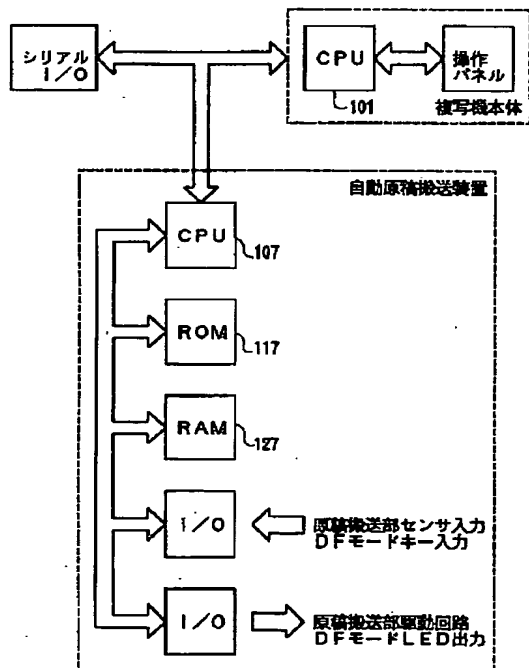 シリアル
I/O
CPU
操作
パネル
101
複写機本体
自動原稿搬送装置
CPU
107
ROM
117
RAM
127
I/O
原稿搬送部センサ入力
DFモードキー入力
I/O
原稿搬送部駆動回路
DFモードLED出力